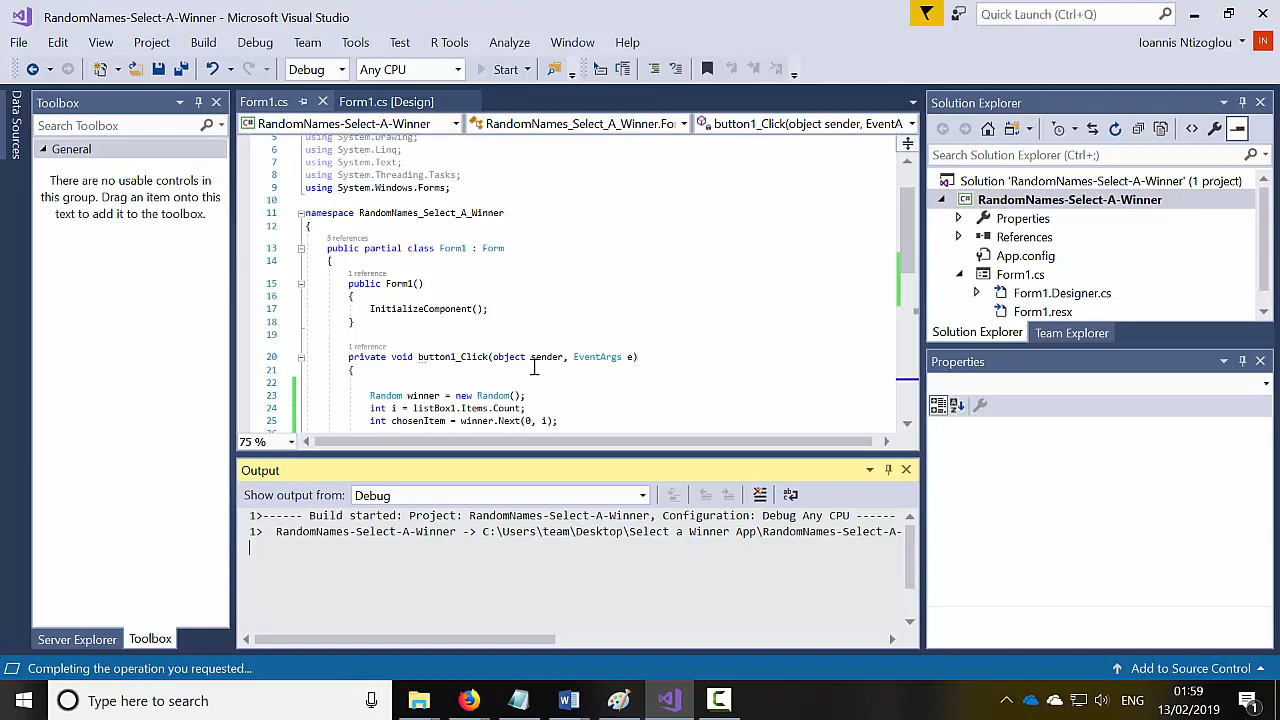 RandomNames-Select-A-Winner - Microsoft Visual Studio
Quick Launch (Ctrl+;)
File Edit View Project Build Debug Team Tools Test R Tools Analyze Window Help
Ioannis Ntizoglou IN
Debug Any CPU Start
Data Sources
Toolbox
Search Toolbox
General
There are no usable controls in
this group. Drag an item onto this
text to add it to the toolbox.
Server Explorer Toolbox
Form1.cs Form1.cs [Design]
RandomNames-Select-A-Winner RandomNames_Select_A_Winner.Fo button1_Click(object sender, EventA
5 using System.Drawing;
6 using System.Linq;
7 using System.Text;
8 using System.Threading.Tasks;
9 using System.Windows.Forms;
10
11 namespace RandomNames_Select_A_Winner
12 {
3 references
13 public partial class Form1 : Form
14 {
1 reference
15 public Form1()
16 {
17 InitializeComponent();
18 }
19
1 reference
20 private void button1_Click(object sender, EventArgs e)
21 {
22
23 Random winner = new Random();
24 int i = listBox1.Items.Count;
25 int chosenItem = winner.Next(0, i);
75 %
Output
Show output from: Debug
1>------ Build started: Project: RandomNames-Select-A-Winner, Configuration: Debug Any CPU ------
1> RandomNames-Select-A-Winner -> C:\Users\team\Desktop\Select a Winner App\RandomNames-Select-A-
Solution Explorer
Search Solution Explorer (Ctrl+;)
Solution 'RandomNames-Select-A-Winner' (1 project)
RandomNames-Select-A-Winner
Properties
References
App.config
Form1.cs
Form1.Designer.cs
Form1.resx
Solution Explorer Team Explorer
Properties
Completing the operation you requested...
Add to Source Control
Type here to search
ENG
01:59
13/02/2019
1